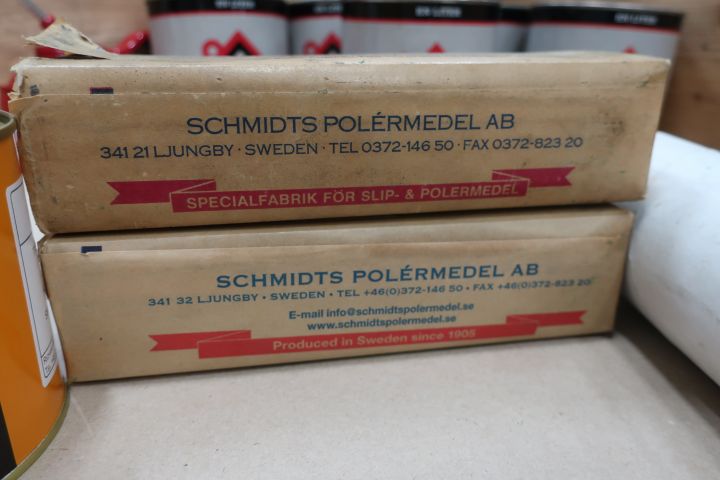 SCHMIDTS POLÉRMEDEL AB
341 21 LJUNGBY · SWEDEN · TEL 0372-146 50 · FAX 0372-823 20
SPECIALFABRIK FÖR SLIP- & POLERMEDEL
SCHMIDTS POLÉRMEDEL AB
341 32 LJUNGBY • SWEDEN • TEL +46(0)372-146 50 • FAX +46(0)372-823 20
E-mail info@schmidtspolermedel.se
www.schmidtspolermedel.se
Produced in Sweden since 1905